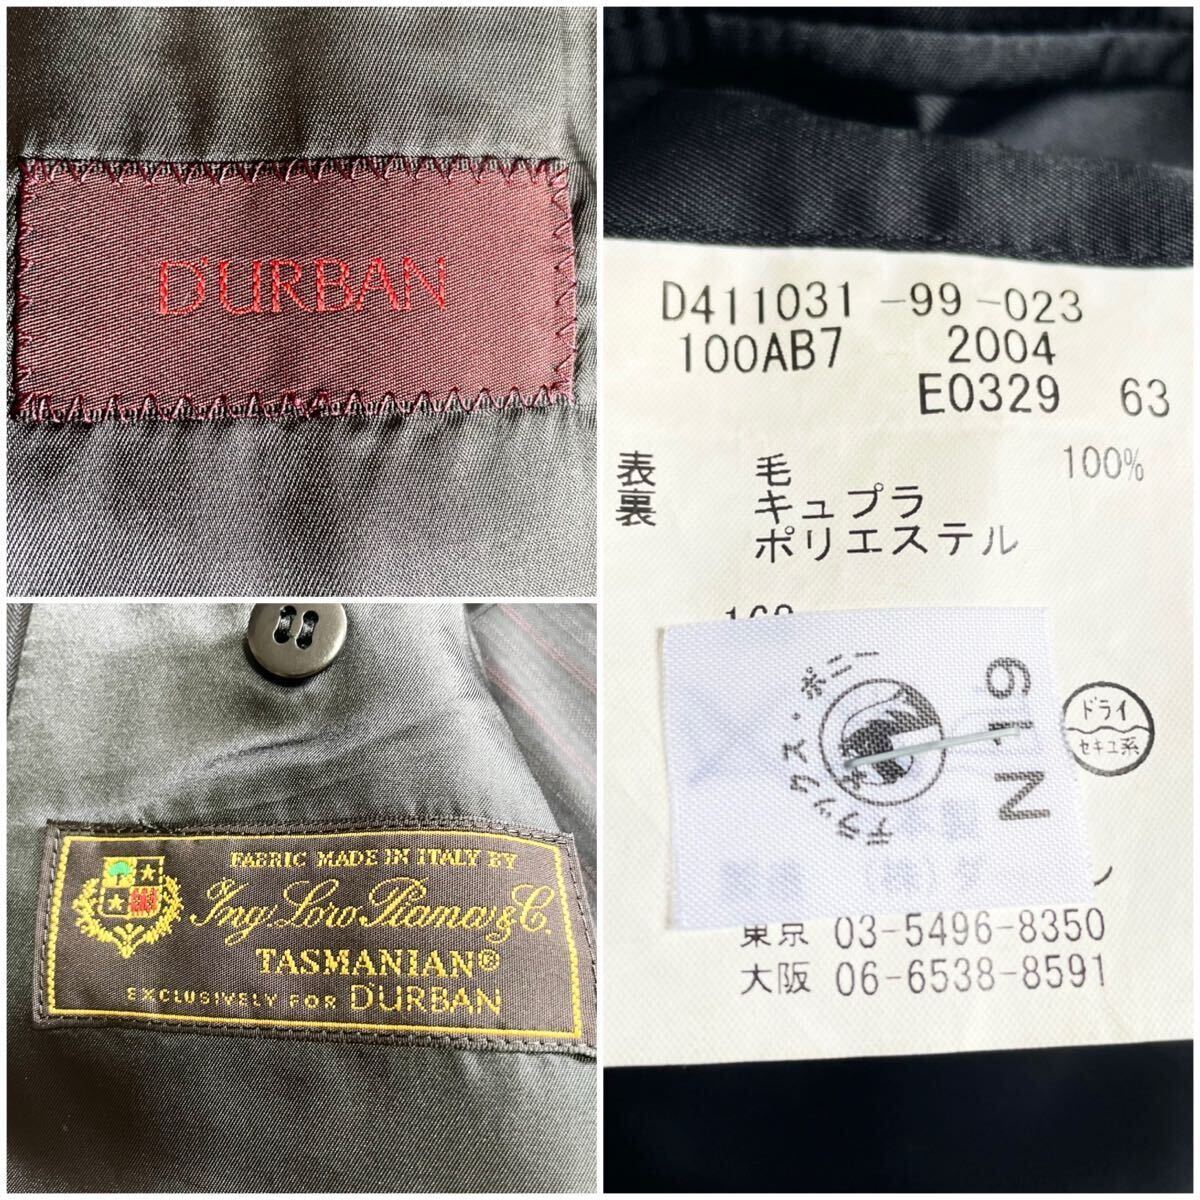 D'URBAN
FABRIC MADE IN ITALY BY
Ing. Loro Piana & C.
TASMANIAN®
EXCLUSIVELY FOR D'URBAN
D411031 -99 -023
100AB7 2004
E0329 63
表 毛 100%
裏 キュプラ
ポリエステル
デラックス・ポニー
N-19
ドライ
セキユ系
東京 03-5496-8350
大阪 06-6538-8591